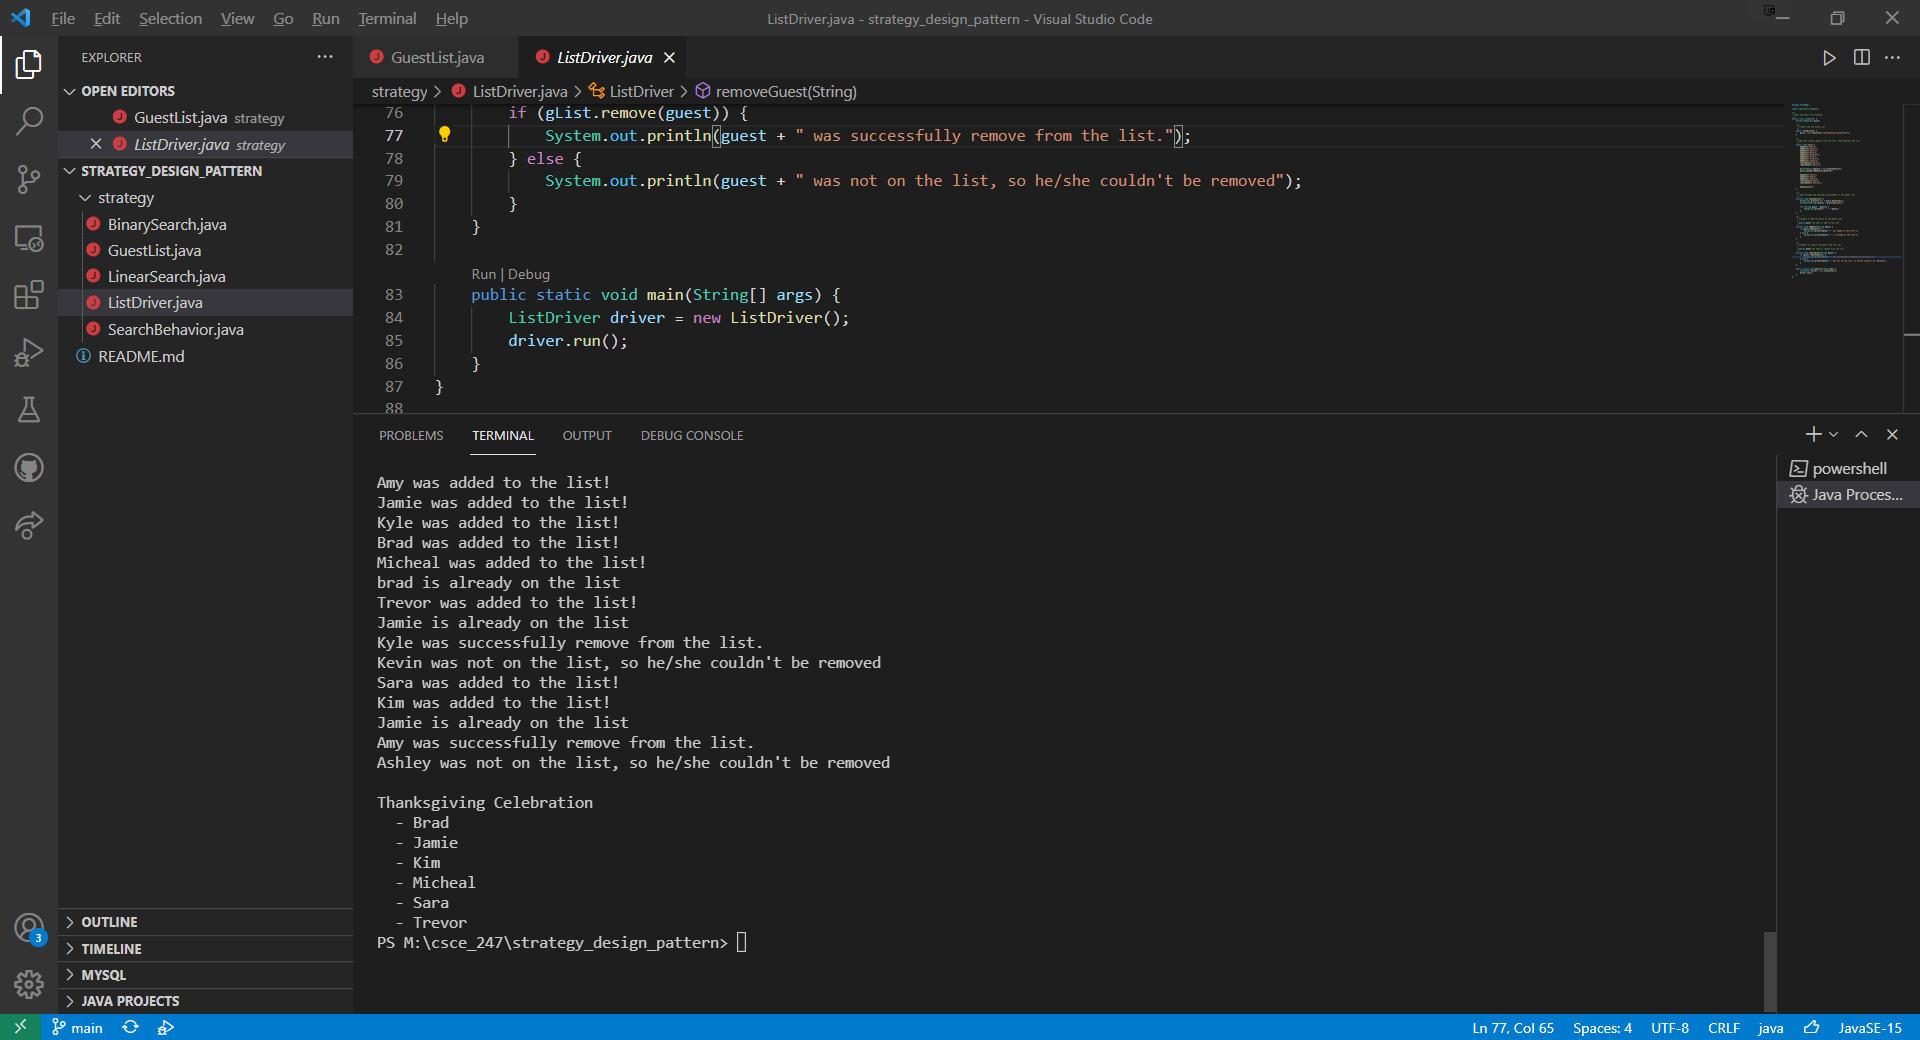 File Edit Selection View Go Run Terminal Help
ListDriver.java - strategy_design_pattern - Visual Studio Code
EXPLORER
OPEN EDITORS
GuestList.java strategy
ListDriver.java strategy
STRATEGY_DESIGN_PATTERN
strategy
BinarySearch.java
GuestList.java
LinearSearch.java
ListDriver.java
SearchBehavior.java
README.md
OUTLINE
TIMELINE
MYSQL
JAVA PROJECTS
3
GuestList.java
ListDriver.java
strategy > ListDriver.java > ListDriver > removeGuest(String)
76 if (gList.remove(guest)) {
77 System.out.println(guest + " was successfully remove from the list.");
78 } else {
79 System.out.println(guest + " was not on the list, so he/she couldn't be removed");
80 }
81 }
82
Run | Debug
83 public static void main(String[] args) {
84 ListDriver driver = new ListDriver();
85 driver.run();
86 }
87 }
88
PROBLEMS TERMINAL OUTPUT DEBUG CONSOLE
Amy was added to the list!
Jamie was added to the list!
Kyle was added to the list!
Brad was added to the list!
Micheal was added to the list!
brad is already on the list
Trevor was added to the list!
Jamie is already on the list
Kyle was successfully remove from the list.
Kevin was not on the list, so he/she couldn't be removed
Sara was added to the list!
Kim was added to the list!
Jamie is already on the list
Amy was successfully remove from the list.
Ashley was not on the list, so he/she couldn't be removed
Thanksgiving Celebration
- Brad
- Jamie
- Kim
- Micheal
- Sara
- Trevor
PS M:\csce_247\strategy_design_pattern>
powershell
Java Proces...
main
Ln 77, Col 65 Spaces: 4 UTF-8 CRLF java JavaSE-15